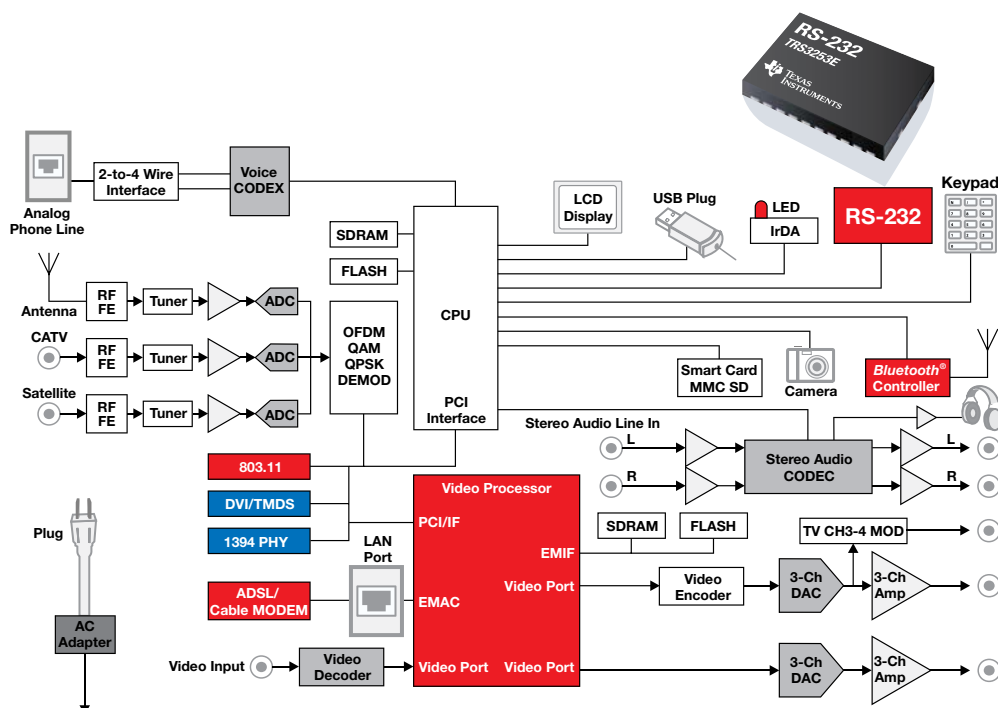 RS-232
TRS3253E
TEXAS
INSTRUMENTS
Analog
Phone Line
2-to-4 Wire
Interface
Voice
CODEX
SDRAM
FLASH
CPU
PCI
Interface
LCD
Display
USB Plug
LED
IrDA
RS-232
Keypad
Antenna
RF
FE
Tuner
ADC
CATV
RF
FE
Tuner
ADC
Satellite
RF
FE
Tuner
ADC
OFDM
QAM
QPSK
DEMOD
Smart Card
MMC SD
Camera
Bluetooth®
Controller
Stereo Audio Line In
L
R
Stereo Audio
CODEC
L
R
803.11
DVI/TMDS
1394 PHY
Plug
AC
Adapter
LAN
Port
ADSL/
Cable MODEM
Video Processor
PCI/IF
EMIF
Video Port
EMAC
Video Port
Video Port
SDRAM
FLASH
TV CH3-4 MOD
Video
Encoder
3-Ch
DAC
3-Ch
Amp
Video Input
Video
Decoder
3-Ch
DAC
3-Ch
Amp